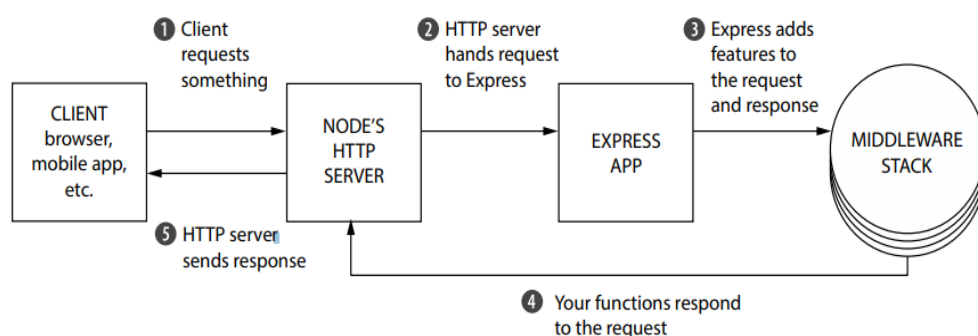 1 Client
requests
something
2 HTTP server
hands request
to Express
3 Express adds
features to
the request
and response
CLIENT
browser,
mobile app,
etc.
NODE'S
HTTP
SERVER
EXPRESS
APP
MIDDLEWARE
STACK
5 HTTP server
sends response
4 Your functions respond
to the request